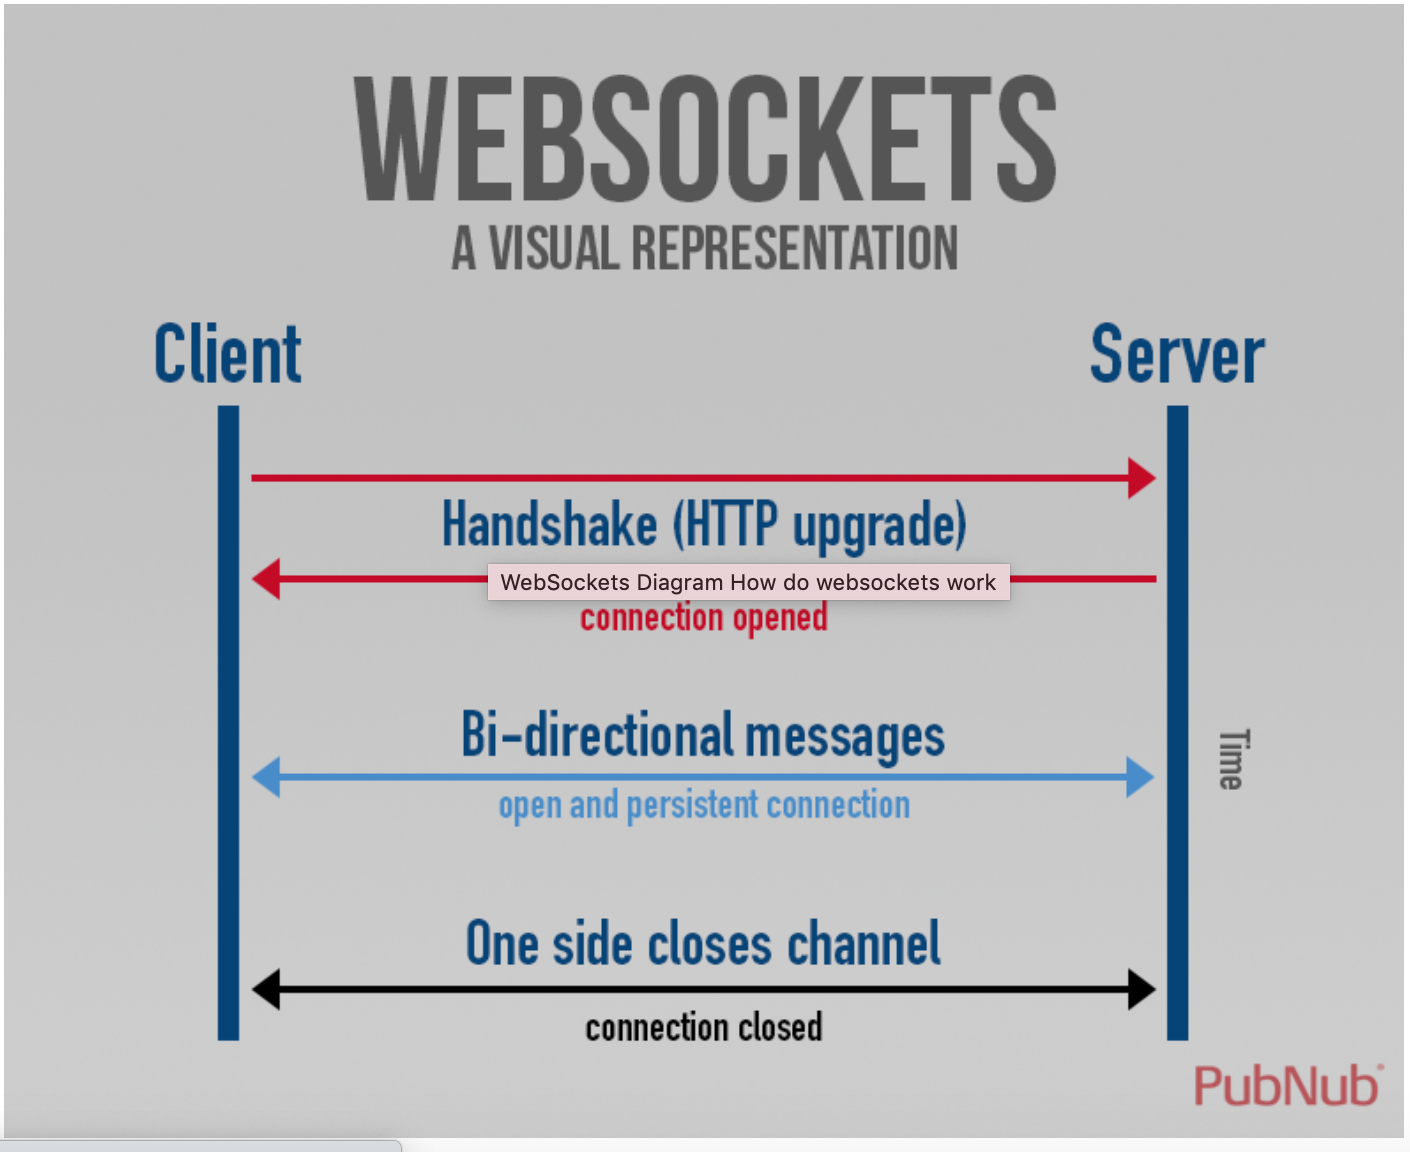 WEBSOCKETS
A VISUAL REPRESENTATION
Client
Server
Handshake (HTTP upgrade)
WebSockets Diagram How do websockets work
connection opened
Bi-directional messages
open and persistent connection
Time
One side closes channel
connection closed
PubNub